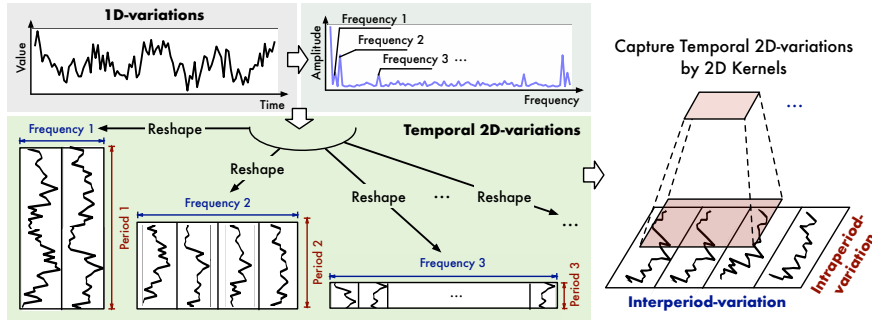 1D-variations
Value
Time
Amplitude
Frequency 1
Frequency 2
Frequency 3 ...
Frequency
Capture Temporal 2D-variations
by 2D Kernels
...
Temporal 2D-variations
Frequency 1
Reshape
Period 1
Reshape
Frequency 2
Period 2
Reshape
...
Reshape
...
Frequency 3
Period 3
...
Interperiod-variation
Intraperiod-
variation